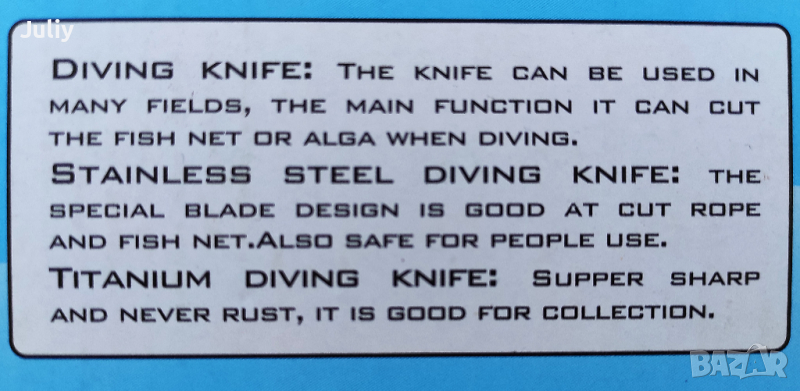 Juliy
DIVING KNIFE: THE KNIFE CAN BE USED IN
MANY FIELDS, THE MAIN FUNCTION IT CAN CUT
THE FISH NET OR ALGA WHEN DIVING.
STAINLESS STEEL DIVING KNIFE: THE
SPECIAL BLADE DESIGN IS GOOD AT CUT ROPE
AND FISH NET.ALSO SAFE FOR PEOPLE USE.
TITANIUM DIVING KNIFE: SUPPER SHARP
AND NEVER RUST, IT IS GOOD FOR COLLECTION.
BAZAR